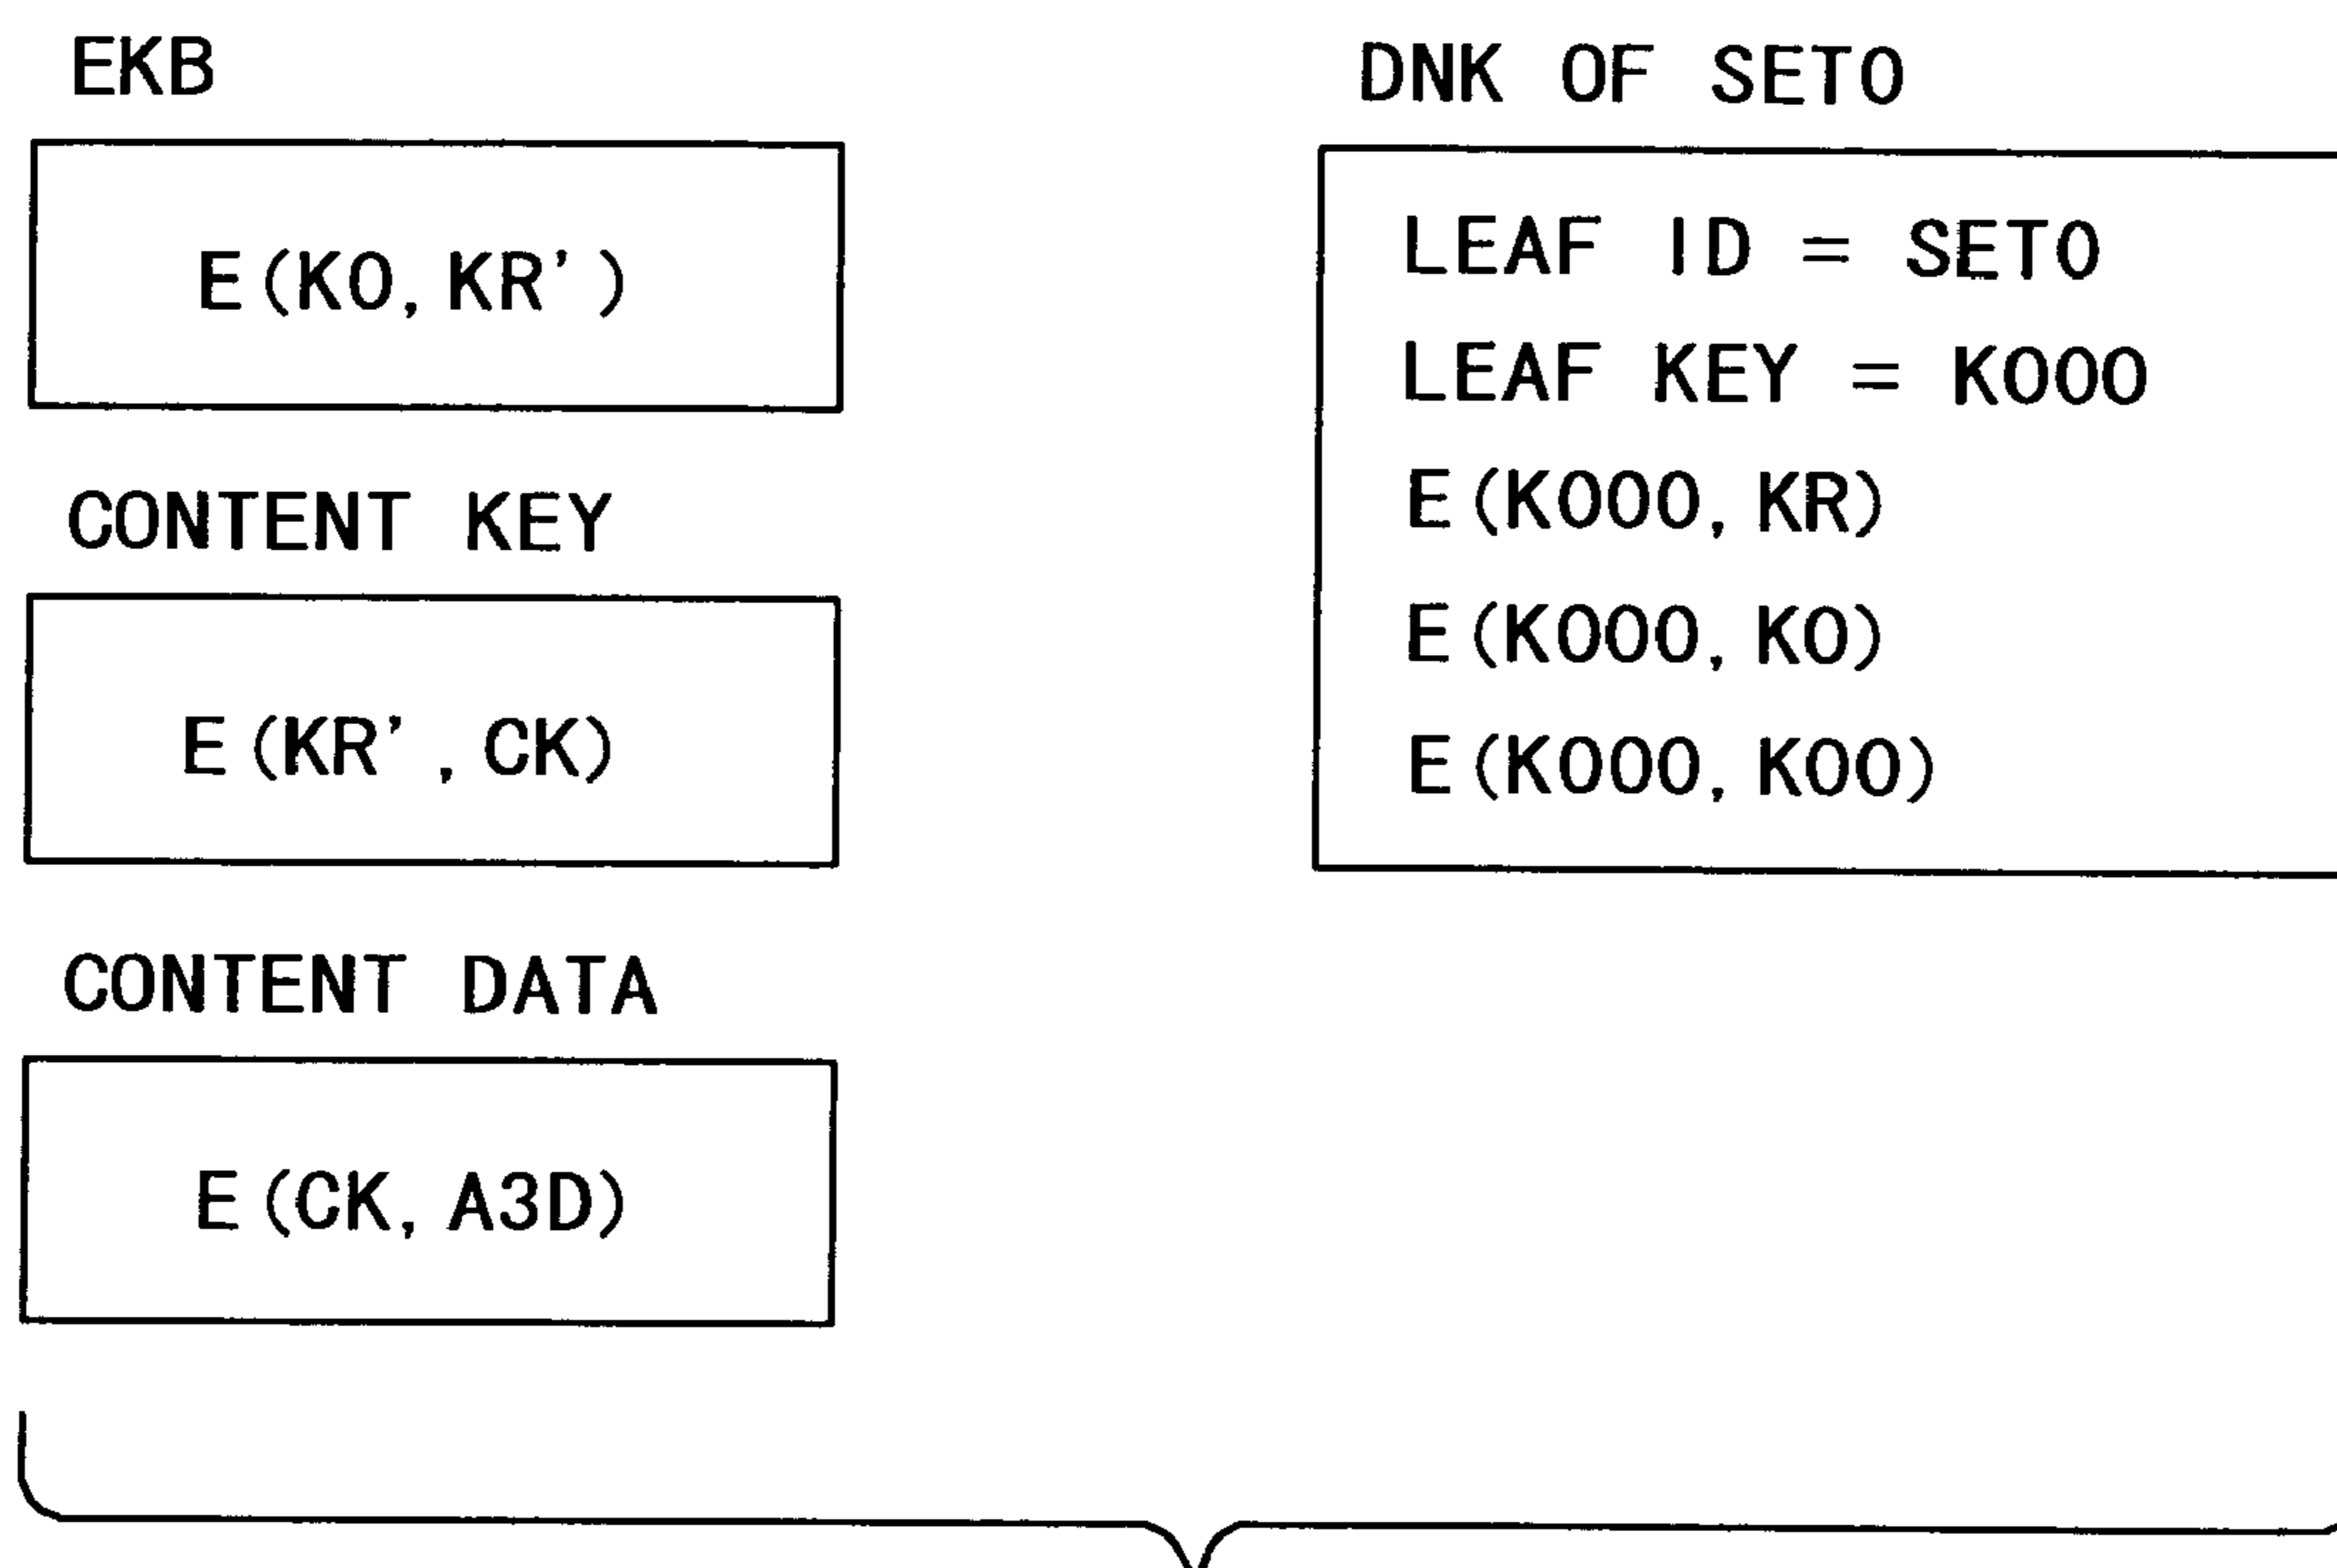 EKB
E(K0, KR')
CONTENT KEY
E(KR', CK)
CONTENT DATA
E(CK, A3D)
DNK OF SET0
LEAF ID = SET0
LEAF KEY = K000
E(K000, KR)
E(K000, K0)
E(K000, K00)